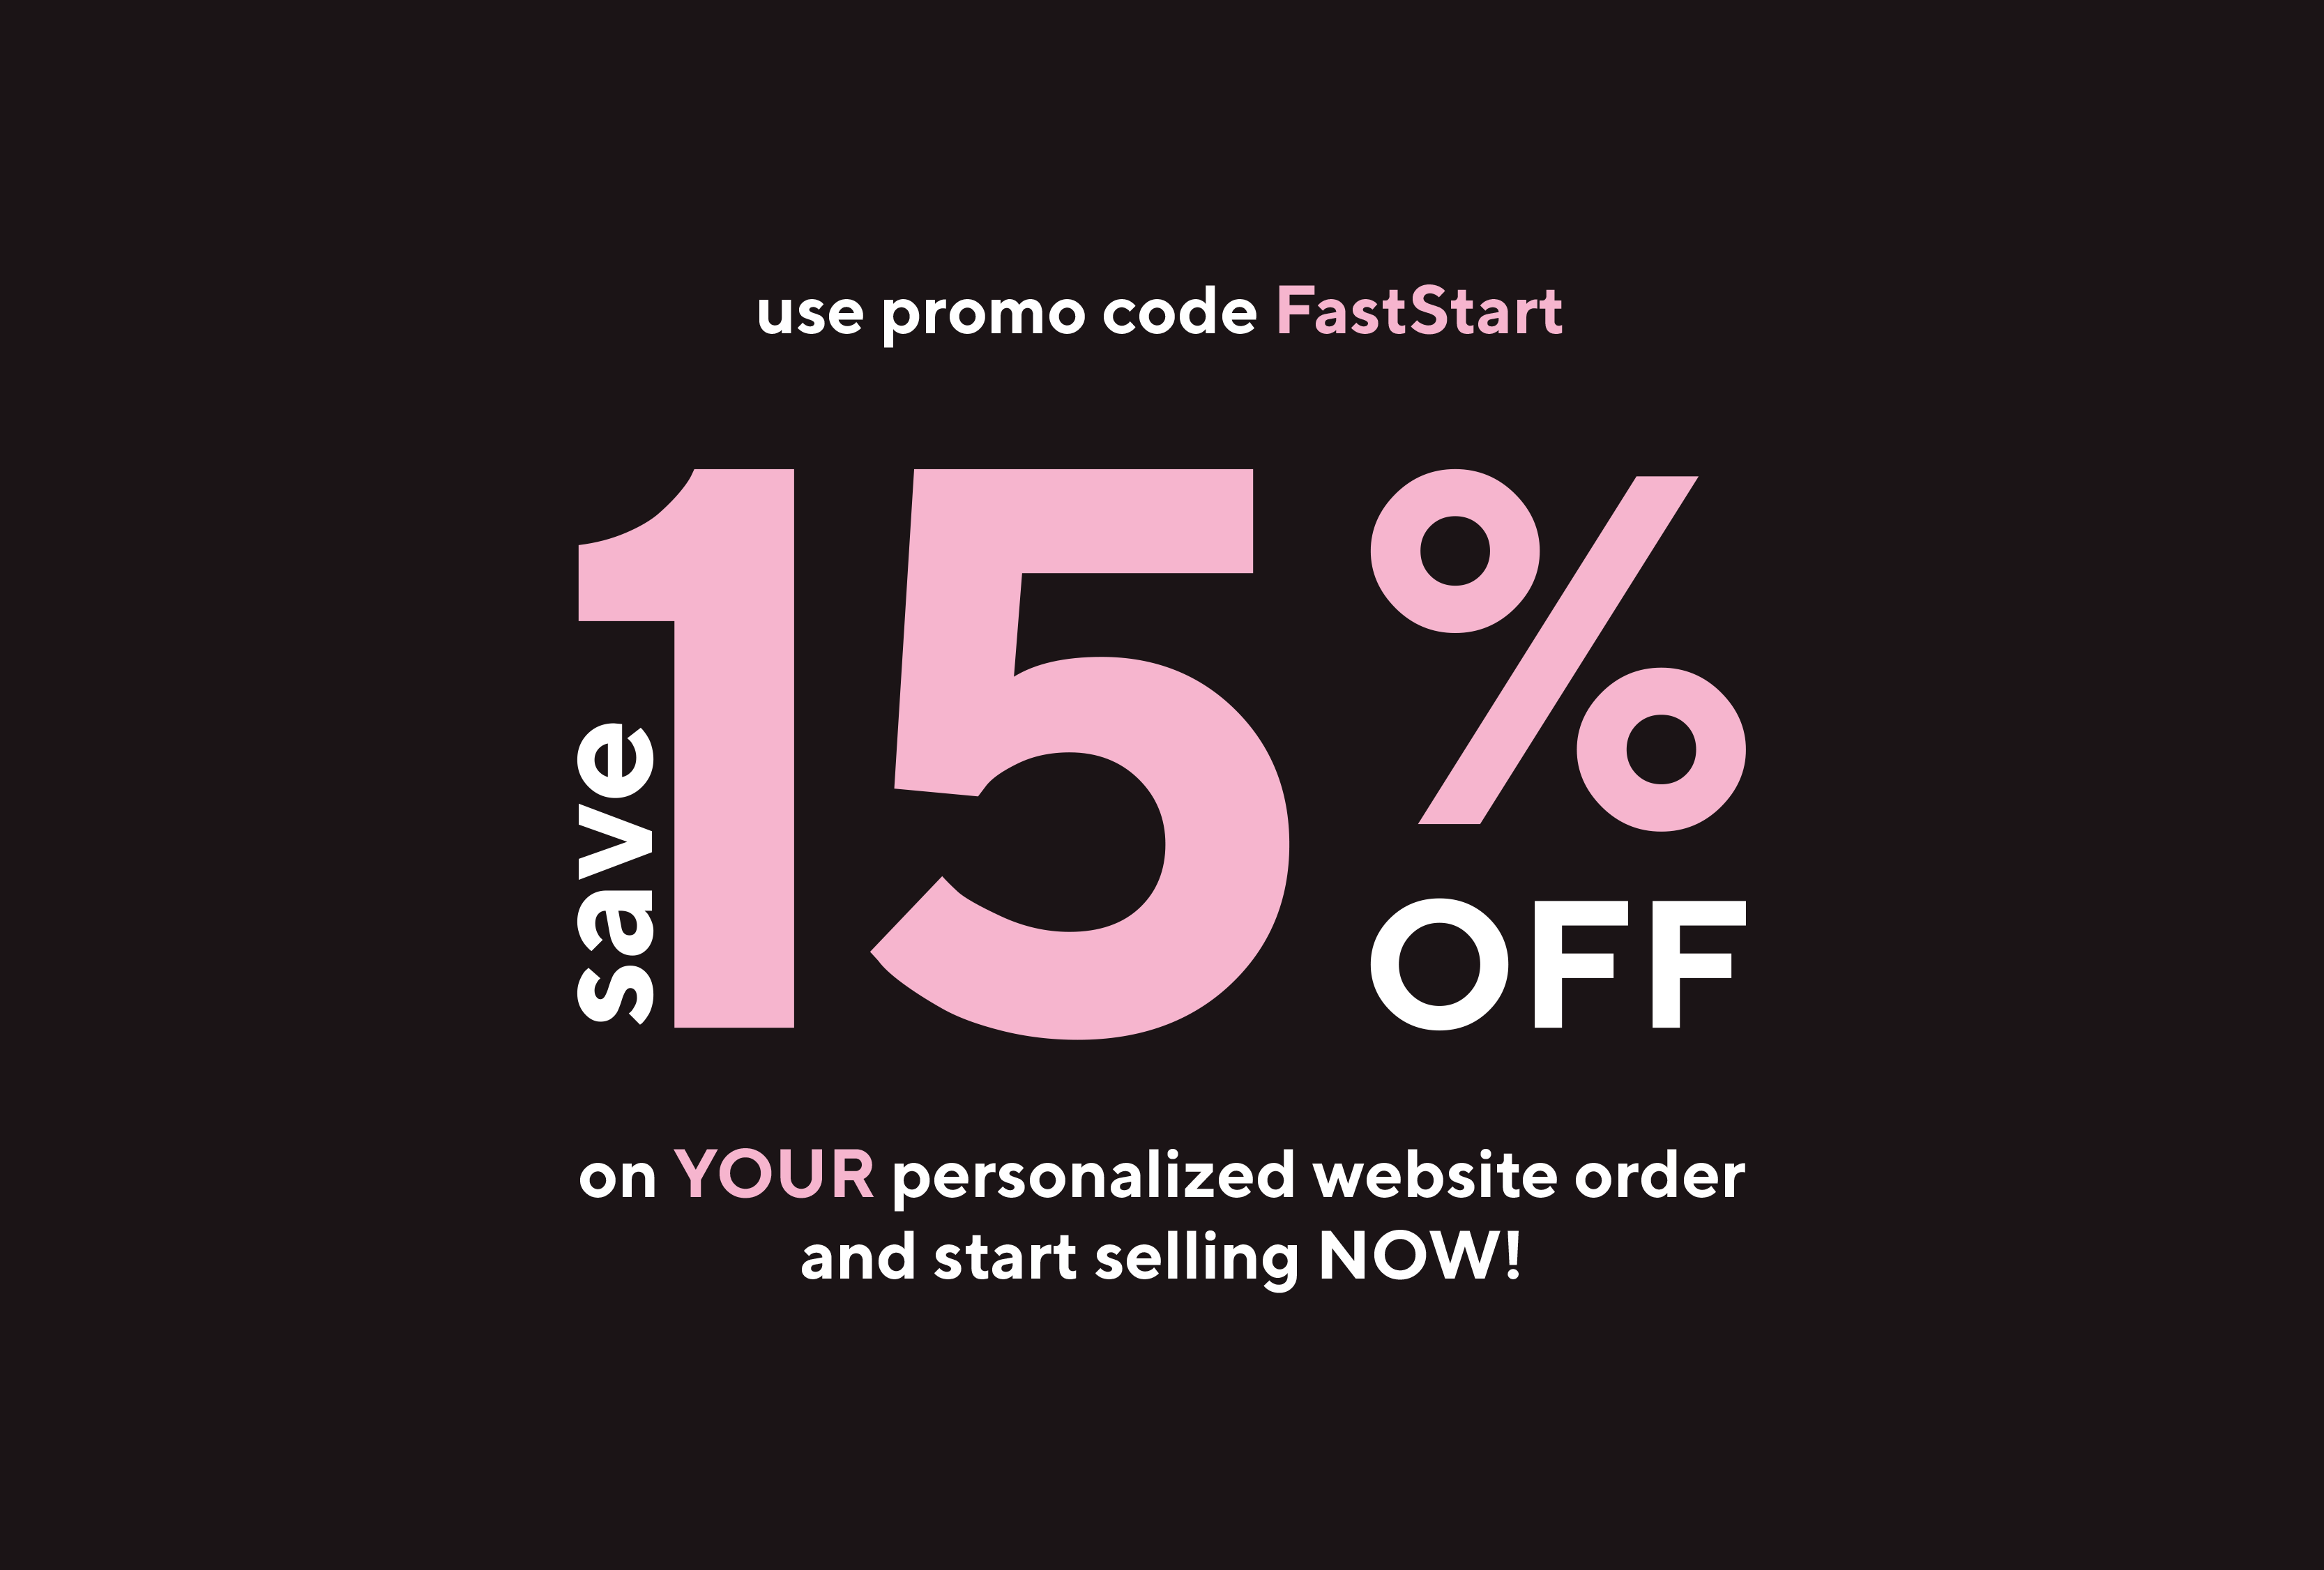 use promo code FastStart
save 15% OFF
on YOUR personalized website order
and start selling NOW!